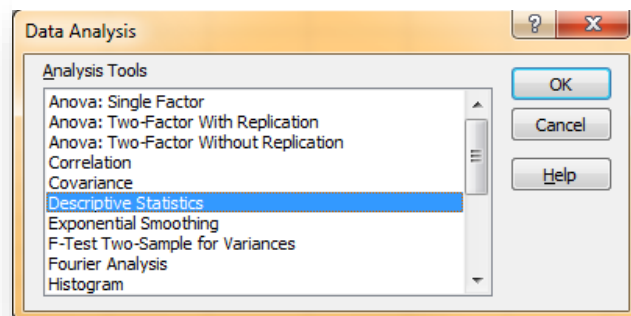 Data Analysis
? X
Analysis Tools
Anova: Single Factor
Anova: Two-Factor With Replication
Anova: Two-Factor Without Replication
Correlation
Covariance
Descriptive Statistics
Exponential Smoothing
F-Test Two-Sample for Variances
Fourier Analysis
Histogram
OK
Cancel
Help